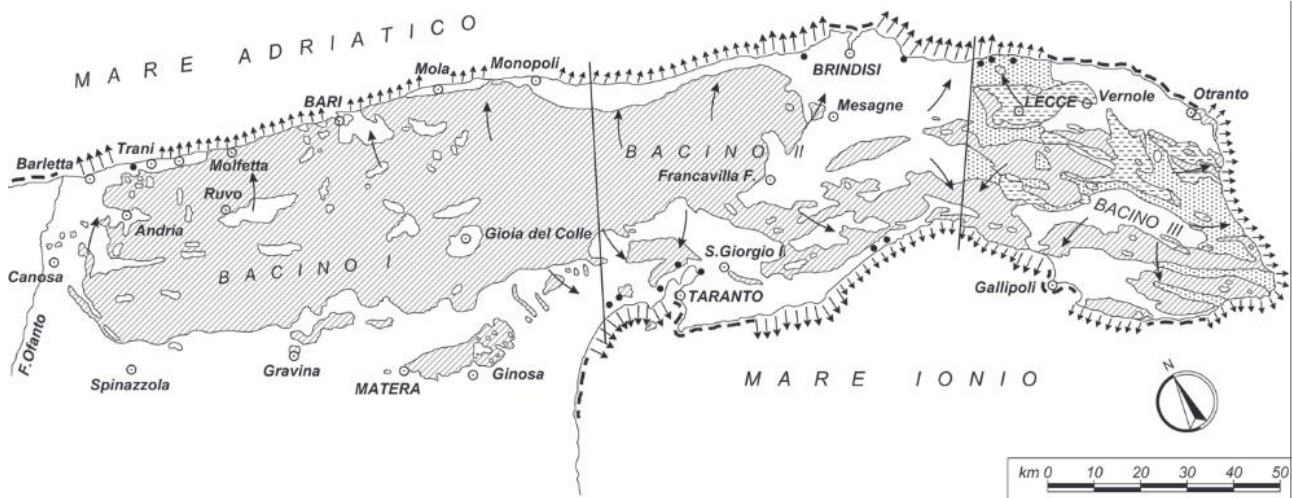 MARE ADRIATICO
Monopoli
Mola
BARI
BRINDISI
Otranto
LECCE
Vernole
Mesagne
Trani
Barletta
Molfetta
BACINO II
Francavilla F.
Ruvo
Andria
BACINO III
Gioia del Colle
S.Giorgio I.
BACINO I
Canosa
Gallipoli
TARANTO
F.Ofanto
Gravina
Spinazzola
MATERA
Ginosa
MARE IONIO
N
km 0 10 20 30 40 50